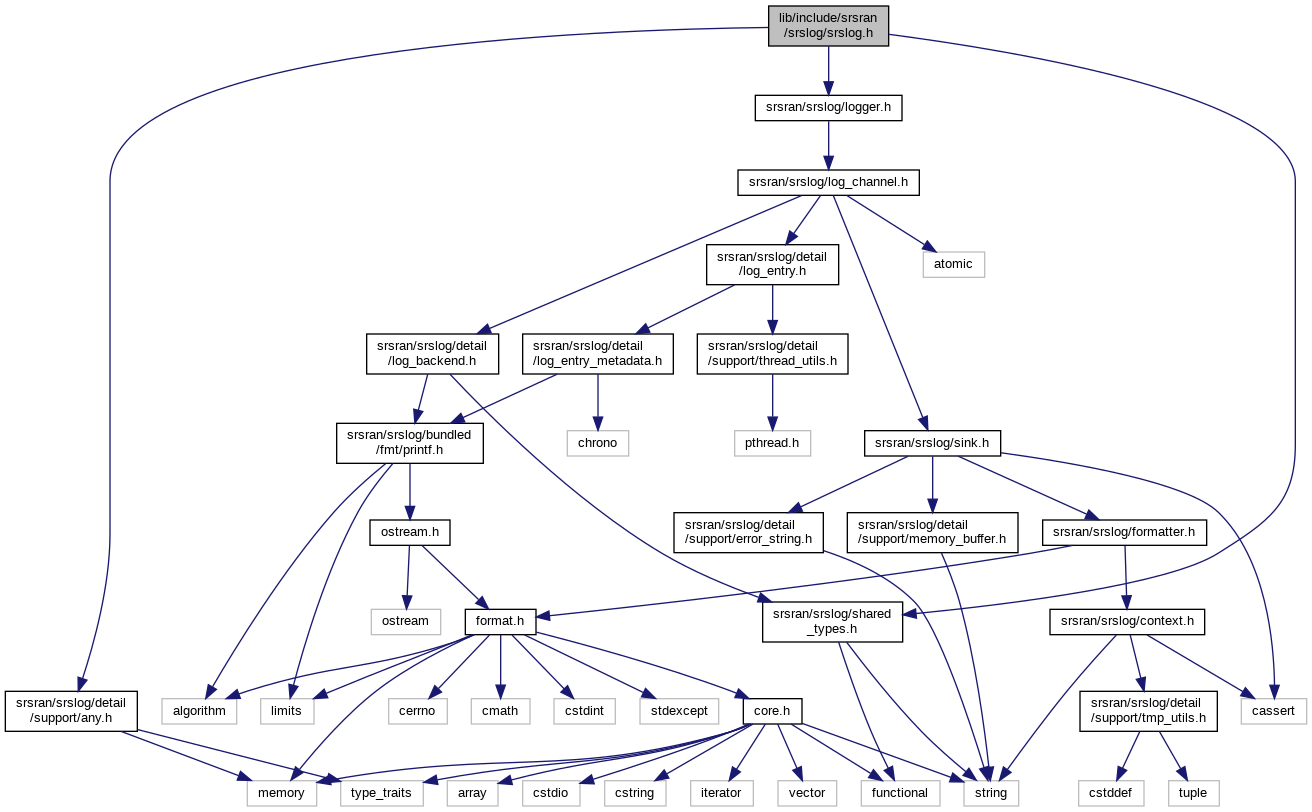 lib/include/srsran
/srslog/srslog.h
srsran/srslog/logger.h
srsran/srslog/log_channel.h
srsran/srslog/detail
/log_entry.h
atomic
srsran/srslog/detail
/log_backend.h
srsran/srslog/detail
/log_entry_metadata.h
srsran/srslog/detail
/support/thread_utils.h
srsran/srslog/bundled
/fmt/printf.h
chrono
pthread.h
srsran/srslog/sink.h
ostream.h
srsran/srslog/detail
/support/error_string.h
srsran/srslog/detail
/support/memory_buffer.h
srsran/srslog/formatter.h
ostream
format.h
srsran/srslog/shared
_types.h
srsran/srslog/context.h
srsran/srslog/detail
/support/any.h
algorithm
limits
cerrno
cmath
cstdint
stdexcept
core.h
srsran/srslog/detail
/support/tmp_utils.h
cassert
memory
type_traits
array
cstdio
cstring
iterator
vector
functional
string
cstddef
tuple